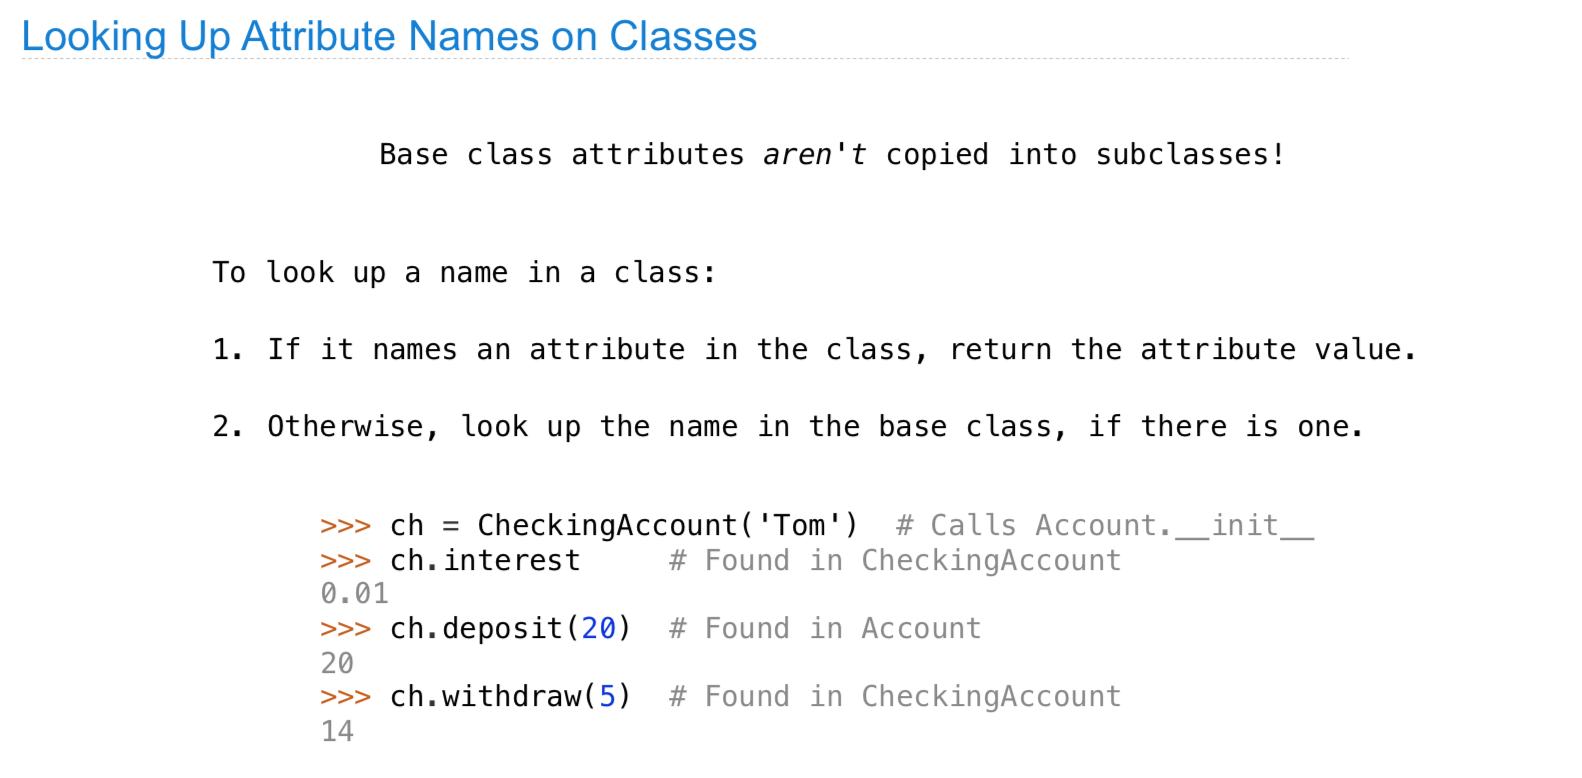 Looking Up Attribute Names on Classes
Base class attributes aren't copied into subclasses!
To look up a name in a class:
1. If it names an attribute in the class, return the attribute value.
2. Otherwise, look up the name in the base class, if there is one.
>>> ch = CheckingAccount('Tom')  # Calls Account.__init__
>>> ch.interest     # Found in CheckingAccount
0.01
>>> ch.deposit(20)  # Found in Account
20
>>> ch.withdraw(5)  # Found in CheckingAccount
14